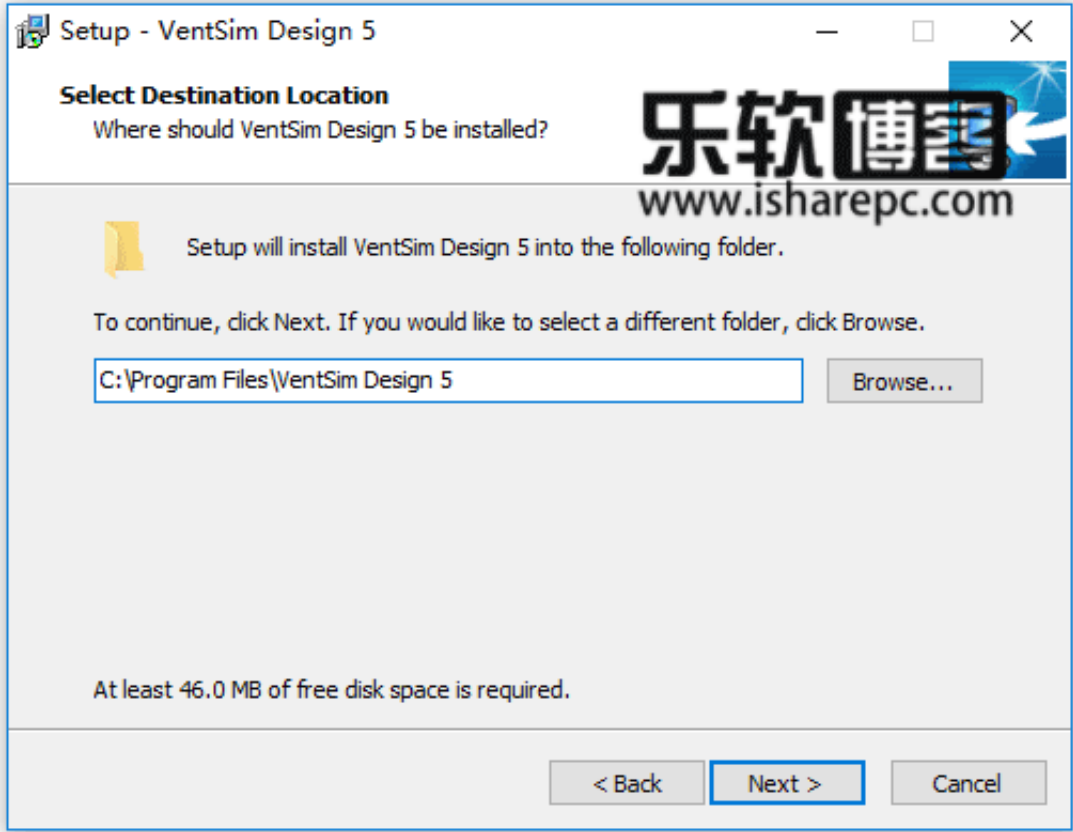 Setup - VentSim Design 5
Select Destination Location
Where should VentSim Design 5 be installed?
乐软博客
www.isharepc.com
Setup will install VentSim Design 5 into the following folder.
To continue, click Next. If you would like to select a different folder, click Browse.
C:\Program Files\VentSim Design 5
Browse...
At least 46.0 MB of free disk space is required.
< Back
Next >
Cancel